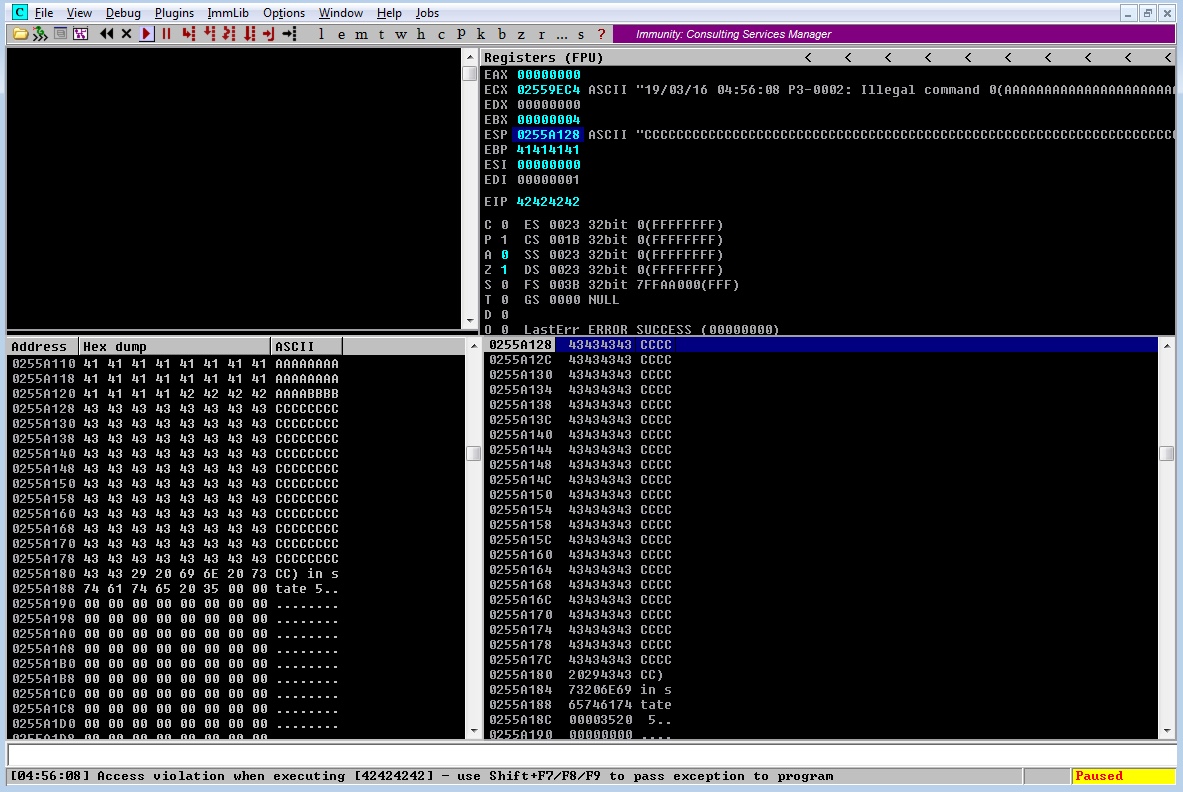 C File View Debug Plugins ImmLib Options Window Help Jobs
l e m t w h c P k b z r ... s ? Immunity: Consulting Services Manager
Registers (FPU) < < < < < < < < < <
EAX 00000000
ECX 02559EC4 ASCII "19/03/16 04:56:08 P3-0002: Illegal command 0(AAAAAAAAAAAAAAAAAAAAA
EDX 00000000
EBX 00000004
ESP 0255A128 ASCII "CCCCCCCCCCCCCCCCCCCCCCCCCCCCCCCCCCCCCCCCCCCCCCCCCCCCCCCCCCCCCCCCCC
EBP 41414141
ESI 00000000
EDI 00000001
EIP 42424242
C 0 ES 0023 32bit 0(FFFFFFFF)
P 1 CS 001B 32bit 0(FFFFFFFF)
A 0 SS 0023 32bit 0(FFFFFFFF)
Z 1 DS 0023 32bit 0(FFFFFFFF)
S 0 FS 003B 32bit 7FFAA000(FFF)
T 0 GS 0000 NULL
D 0
O 0 LastErr ERROR_SUCCESS (00000000)
Address Hex dump ASCII
0255A110 41 41 41 41 41 41 41 41 AAAAAAAA
0255A118 41 41 41 41 41 41 41 41 AAAAAAAA
0255A120 41 41 41 41 42 42 42 42 AAAABBBB
0255A128 43 43 43 43 43 43 43 43 CCCCCCCC
0255A130 43 43 43 43 43 43 43 43 CCCCCCCC
0255A138 43 43 43 43 43 43 43 43 CCCCCCCC
0255A140 43 43 43 43 43 43 43 43 CCCCCCCC
0255A148 43 43 43 43 43 43 43 43 CCCCCCCC
0255A150 43 43 43 43 43 43 43 43 CCCCCCCC
0255A158 43 43 43 43 43 43 43 43 CCCCCCCC
0255A160 43 43 43 43 43 43 43 43 CCCCCCCC
0255A168 43 43 43 43 43 43 43 43 CCCCCCCC
0255A170 43 43 43 43 43 43 43 43 CCCCCCCC
0255A178 43 43 43 43 43 43 43 43 CCCCCCCC
0255A180 43 43 29 20 69 6E 20 73 CC) in s
0255A188 74 61 74 65 20 35 00 00 tate 5..
0255A190 00 00 00 00 00 00 00 00 ........
0255A198 00 00 00 00 00 00 00 00 ........
0255A1A0 00 00 00 00 00 00 00 00 ........
0255A1A8 00 00 00 00 00 00 00 00 ........
0255A1B0 00 00 00 00 00 00 00 00 ........
0255A1B8 00 00 00 00 00 00 00 00 ........
0255A1C0 00 00 00 00 00 00 00 00 ........
0255A1C8 00 00 00 00 00 00 00 00 ........
0255A1D0 00 00 00 00 00 00 00 00 ........
0255A1D8 00 00 00 00 00 00 00 00 ........
0255A128 43434343 CCCC
0255A12C 43434343 CCCC
0255A130 43434343 CCCC
0255A134 43434343 CCCC
0255A138 43434343 CCCC
0255A13C 43434343 CCCC
0255A140 43434343 CCCC
0255A144 43434343 CCCC
0255A148 43434343 CCCC
0255A14C 43434343 CCCC
0255A150 43434343 CCCC
0255A154 43434343 CCCC
0255A158 43434343 CCCC
0255A15C 43434343 CCCC
0255A160 43434343 CCCC
0255A164 43434343 CCCC
0255A168 43434343 CCCC
0255A16C 43434343 CCCC
0255A170 43434343 CCCC
0255A174 43434343 CCCC
0255A178 43434343 CCCC
0255A17C 43434343 CCCC
0255A180 20294343 CC)
0255A184 73206E69 in s
0255A188 65746174 tate
0255A18C 00003520 5..
0255A190 00000000 ....
[04:56:08] Access violation when executing [42424242] - use Shift+F7/F8/F9 to pass exception to program
Paused